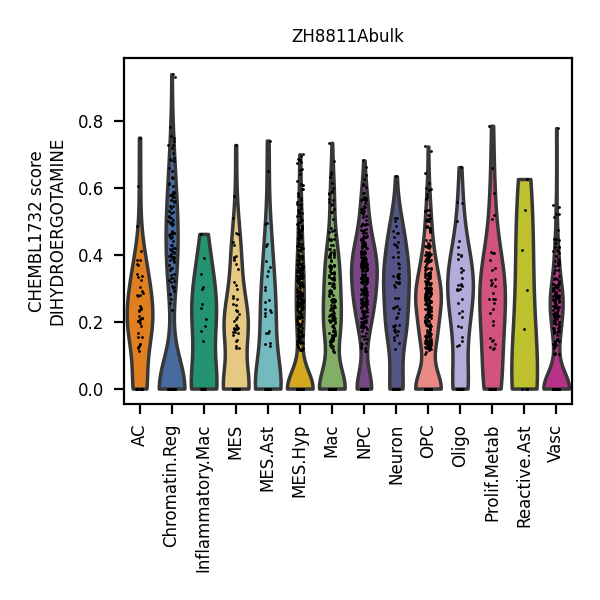 ZH8811Abulk
CHEMBL1732 score
DIHYDROERGOTAMINE
0.8
0.6
0.4
0.2
0.0
AC
Chromatin.Reg
Inflammatory.Mac
MES
MES.Ast
MES.Hyp
Mac
NPC
Neuron
OPC
Oligo
Prolif.Metab
Reactive.Ast
Vasc